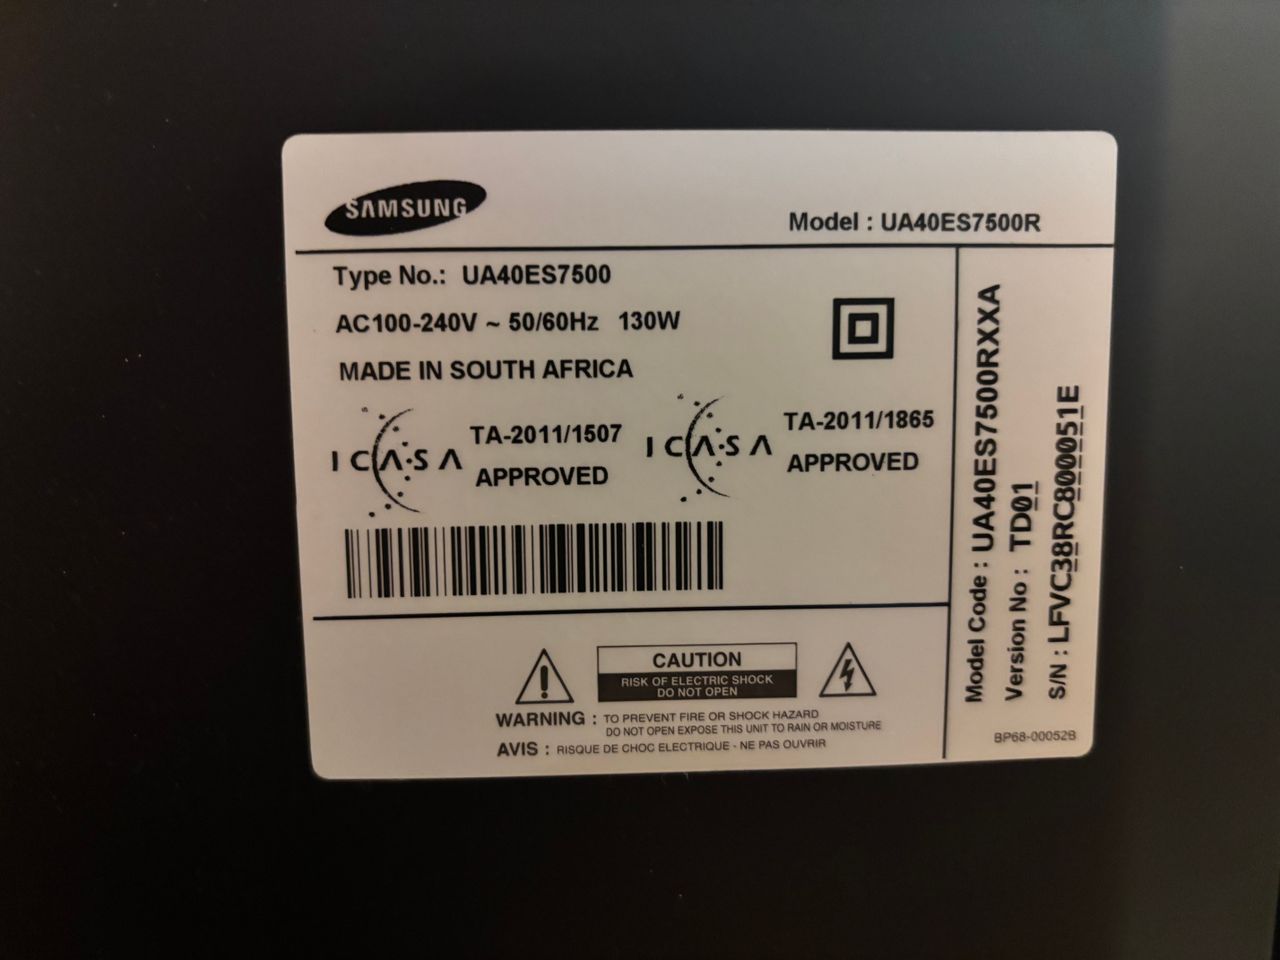 SAMSUNG
Model : UA40ES7500R
Type No.: UA40ES7500
AC100-240V ~ 50/60Hz 130W
MADE IN SOUTH AFRICA
ICASA
TA-2011/1507
APPROVED
ICASA
TA-2011/1865
APPROVED
CAUTION
RISK OF ELECTRIC SHOCK
DO NOT OPEN
WARNING : TO PREVENT FIRE OR SHOCK HAZARD
DO NOT OPEN EXPOSE THIS UNIT TO RAIN OR MOISTURE
AVIS : RISQUE DE CHOC ELECTRIQUE - NE PAS OUVRIR
Model Code : UA40ES7500RXXA
Version No : TD01
S/N : LFVC38RC800051E
BP68-00052B